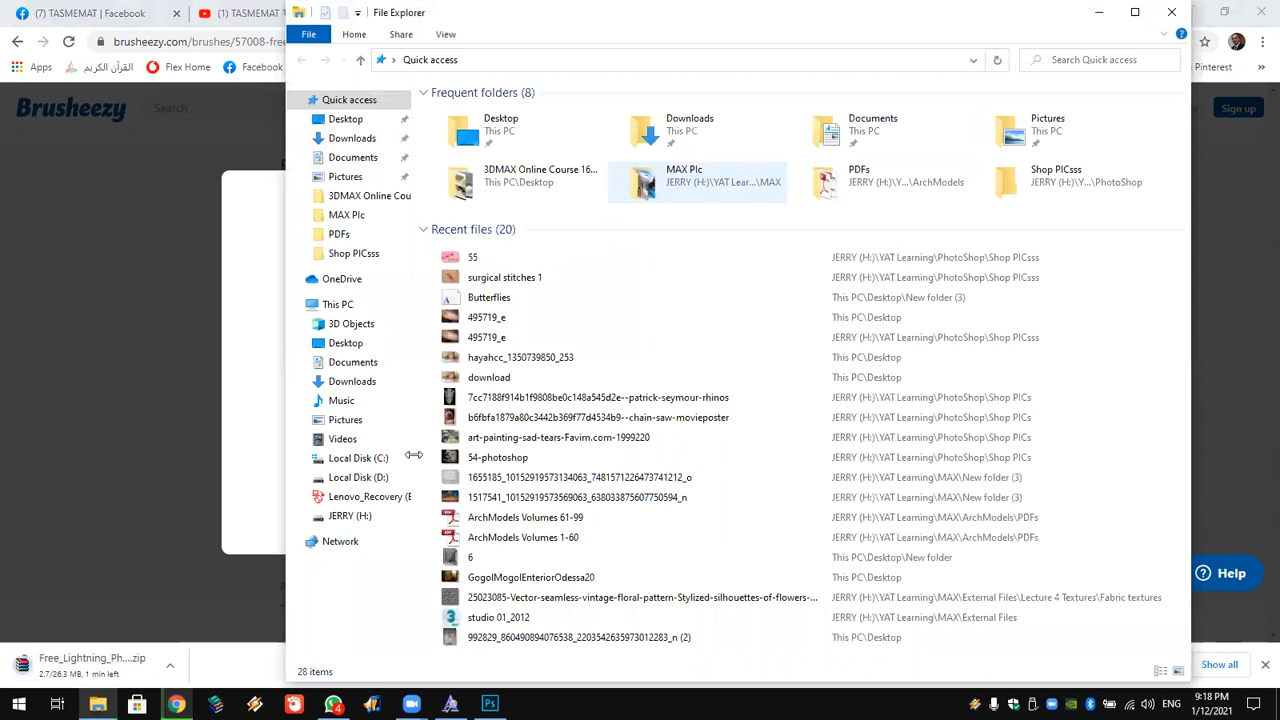 (7) TASMEMAT | Facebook
(7) TASMEMAT
brusheezy.com/brushes/57008-free
Apps
القرآن الكريم
Flex Home
Facebook
Pinterest
Brusheezy
Search
Sign up
File Explorer
File
Home
Share
View
Quick access
Search Quick access
Quick access
Desktop
Downloads
Documents
Pictures
3DMAX Online Cou
MAX PIc
PDFs
Shop PICsss
OneDrive
This PC
3D Objects
Desktop
Documents
Downloads
Music
Pictures
Videos
Local Disk (C:)
Local Disk (D:)
Lenovo_Recovery (E
JERRY (H:)
Network
Frequent folders (8)
Desktop
This PC
Downloads
This PC
Documents
This PC
Pictures
This PC
3DMAX Online Course 16...
This PC\Desktop
MAX PIc
JERRY (H:)\YAT Lear...\MAX
PDFs
JERRY (H:)\Y...\ArchModels
Shop PICsss
JERRY (H:)\YA...\PhotoShop
Recent files (20)
55 JERRY (H:)\YAT Learning\PhotoShop\Shop PICsss
surgical stitches 1 JERRY (H:)\YAT Learning\PhotoShop\Shop PICsss
Butterflies This PC\Desktop\New folder (3)
495719_e This PC\Desktop
495719_e JERRY (H:)\YAT Learning\PhotoShop\Shop PICsss
hayahcc_1350739850_253 This PC\Desktop
download This PC\Desktop
7cc7188f914b1f9808be0c148a545d2e--patrick-seymour-rhinos JERRY (H:)\YAT Learning\PhotoShop\Shop PICs
b6fbfa1879a80c3442b369f77d4534b9--chain-saw-movieposter JERRY (H:)\YAT Learning\PhotoShop\Shop PICs
art-painting-sad-tears-Favim.com-1999220 JERRY (H:)\YAT Learning\PhotoShop\Shop PICs
54-photoshop JERRY (H:)\YAT Learning\PhotoShop\Shop PICs
1655185_10152919573134063_7481571226473741212_o JERRY (H:)\YAT Learning\MAX\New folder (3)
1517541_10152919573569063_638033875607750594_n JERRY (H:)\YAT Learning\MAX\New folder (3)
ArchModels Volumes 61-99 JERRY (H:)\YAT Learning\MAX\ArchModels\PDFs
ArchModels Volumes 1-60 JERRY (H:)\YAT Learning\MAX\ArchModels\PDFs
6 This PC\Desktop\New folder
GogolMogolEnteriorOdessa20 This PC\Desktop
25023085-Vector-seamless-vintage-floral-pattern-Stylized-silhouettes-of-flowers-... JERRY (H:)\YAT Learning\MAX\External Files\Lecture 4 Textures\Fabric textures
studio 01_2012 JERRY (H:)\YAT Learning\MAX\External Files
992829_860490894076538_2203542635973012283_n (2) This PC\Desktop
28 items
Help
Free_Lightning_Ph....zip
2.7/26.3 MB, 1 min left
Show all
4
Ps
ENG
9:18 PM
1/12/2021